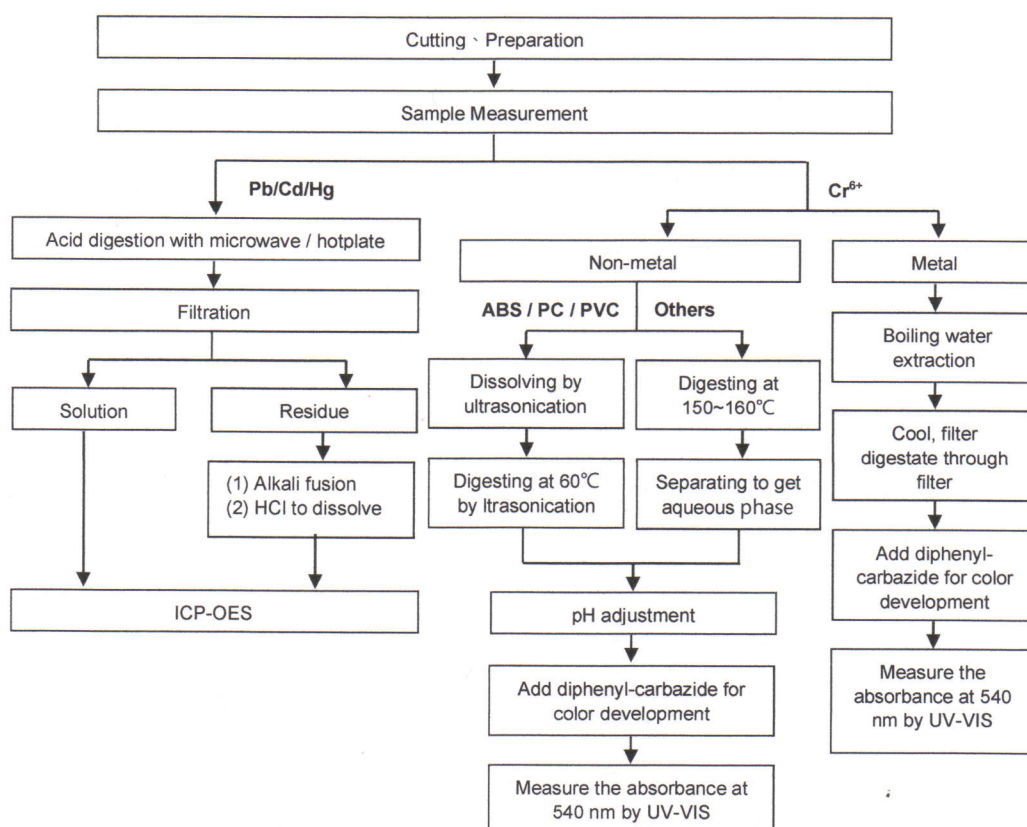 Cutting、Preparation
Sample Measurement
Pb/Cd/Hg
Acid digestion with microwave / hotplate
Filtration
Solution
Residue
(1) Alkali fusion
(2) HCl to dissolve
ICP-OES
Cr6+
Non-metal
ABS / PC / PVC
Others
Dissolving by
ultrasonication
Digesting at
150~160℃
Digesting at 60℃
by ltrasonication
Separating to get
aqueous phase
pH adjustment
Add diphenyl-carbazide for
color development
Measure the absorbance at
540 nm by UV-VIS
Metal
Boiling water
extraction
Cool, filter
digestate through
filter
Add diphenyl-
carbazide for color
development
Measure the
absorbance at 540
nm by UV-VIS